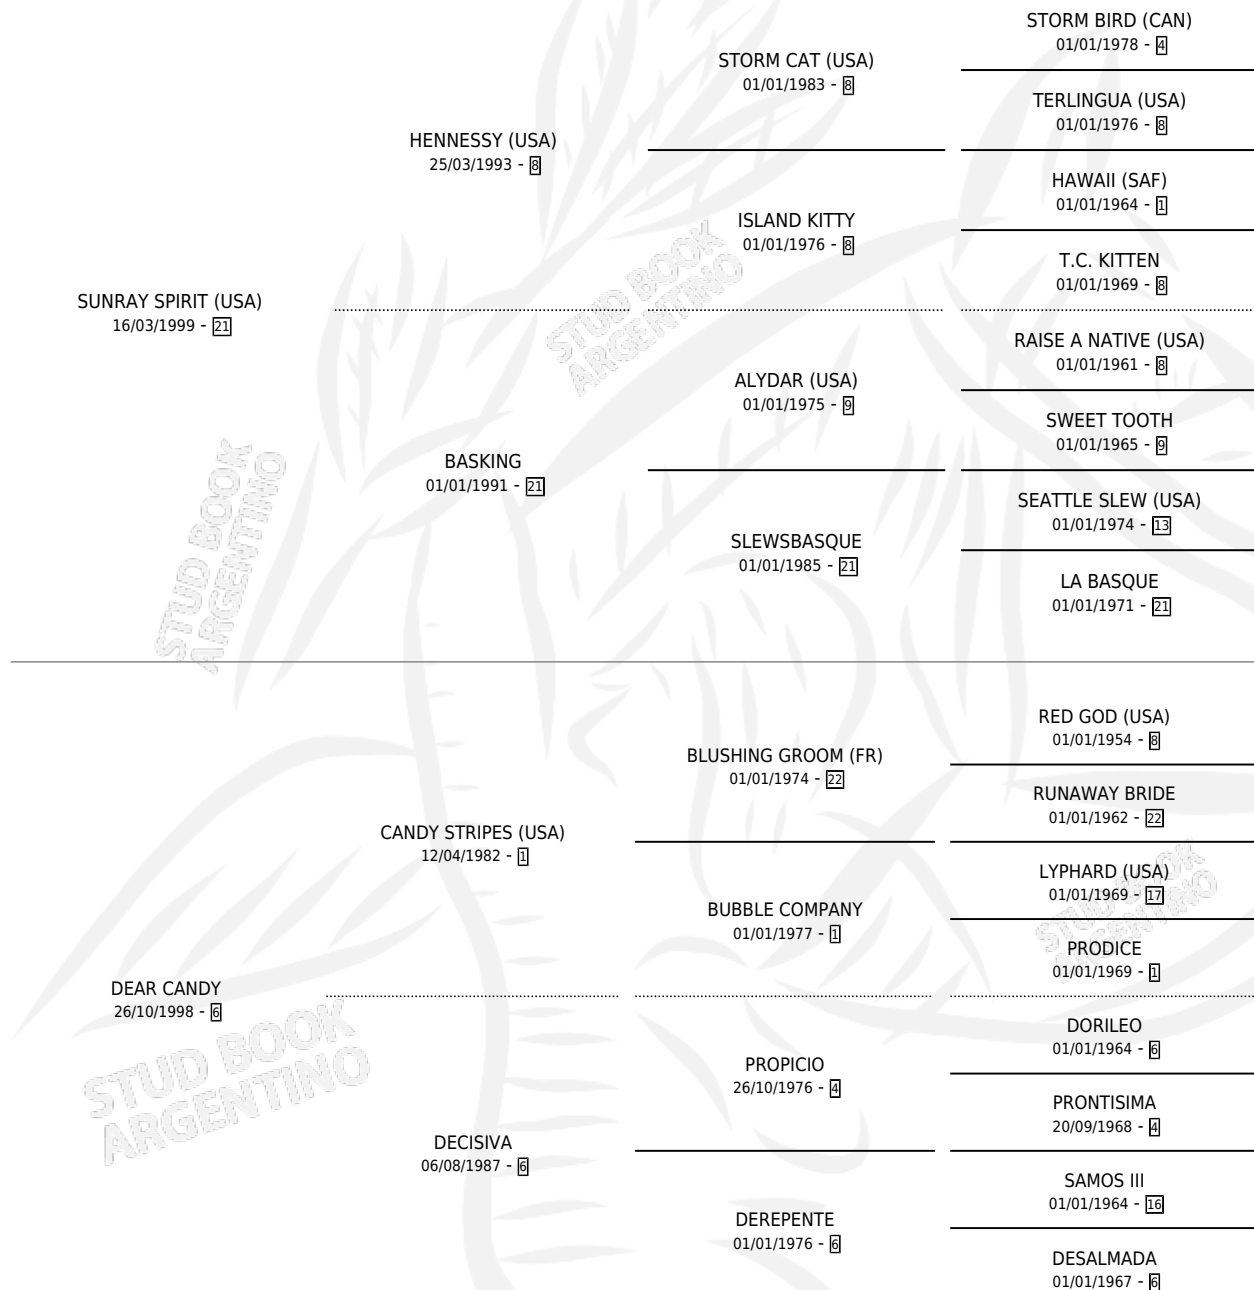 STORM BIRD (CAN)
01/01/1978 - 4
STORM CAT (USA)
01/01/1983 - 8
TERLINGUA (USA)
01/01/1976 - 8
HENNESSY (USA)
25/03/1993 - 8
HAWAII (SAF)
01/01/1964 - 1
ISLAND KITTY
01/01/1976 - 8
T.C. KITTEN
01/01/1969 - 8
SUNRAY SPIRIT (USA)
16/03/1999 - 21
RAISE A NATIVE (USA)
01/01/1961 - 8
ALYDAR (USA)
01/01/1975 - 9
SWEET TOOTH
01/01/1965 - 9
BASKING
01/01/1991 - 21
SEATTLE SLEW (USA)
01/01/1974 - 13
SLEWSBASQUE
01/01/1985 - 21
LA BASQUE
01/01/1971 - 21
RED GOD (USA)
01/01/1954 - 8
BLUSHING GROOM (FR)
01/01/1974 - 22
RUNAWAY BRIDE
01/01/1962 - 22
CANDY STRIPES (USA)
12/04/1982 - 1
LYPHARD (USA)
01/01/1969 - 17
BUBBLE COMPANY
01/01/1977 - 1
PRODICE
01/01/1969 - 1
DEAR CANDY
26/10/1998 - 6
DORILEO
01/01/1964 - 6
PROPICIO
26/10/1976 - 4
PRONTISIMA
20/09/1968 - 4
DECISIVA
06/08/1987 - 6
SAMOS III
01/01/1964 - 16
DEREPENTE
01/01/1976 - 6
DESALMADA
01/01/1967 - 6
STUD BOOK
ARGENTINO
STUD BOOK
ARGENTINO
STUD BOOK
ARGENTINO
STUD BOOK
ARGENTINO